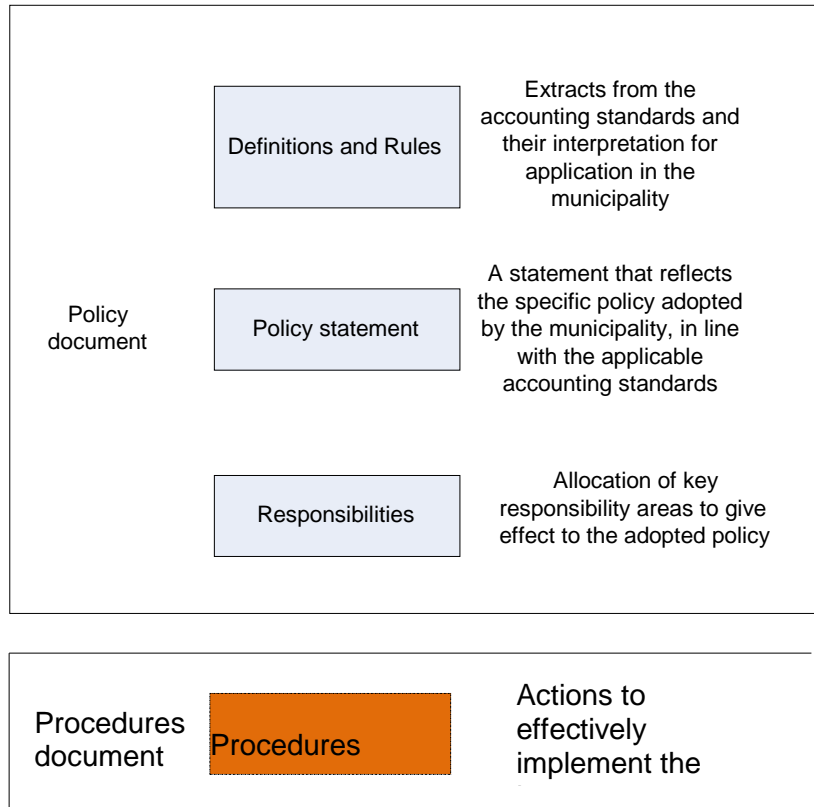 Policy
document
Definitions and Rules
Extracts from the
accounting standards and
their interpretation for
application in the
municipality
Policy statement
A statement that reflects
the specific policy adopted
by the municipality, in line
with the applicable
accounting standards
Responsibilities
Allocation of key
responsibility areas to give
effect to the adopted policy
Procedures
document
Procedures
Actions to
effectively
implement the